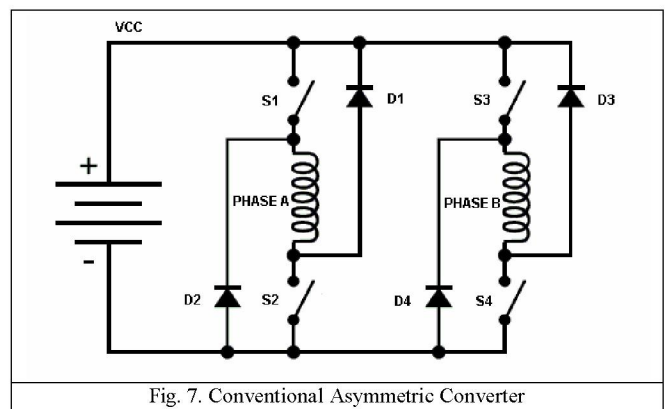 VCC
S1
D1
S3
D3
+
PHASE A
PHASE B
-
D2
S2
D4
S4
Fig. 7. Conventional Asymmetric Converter